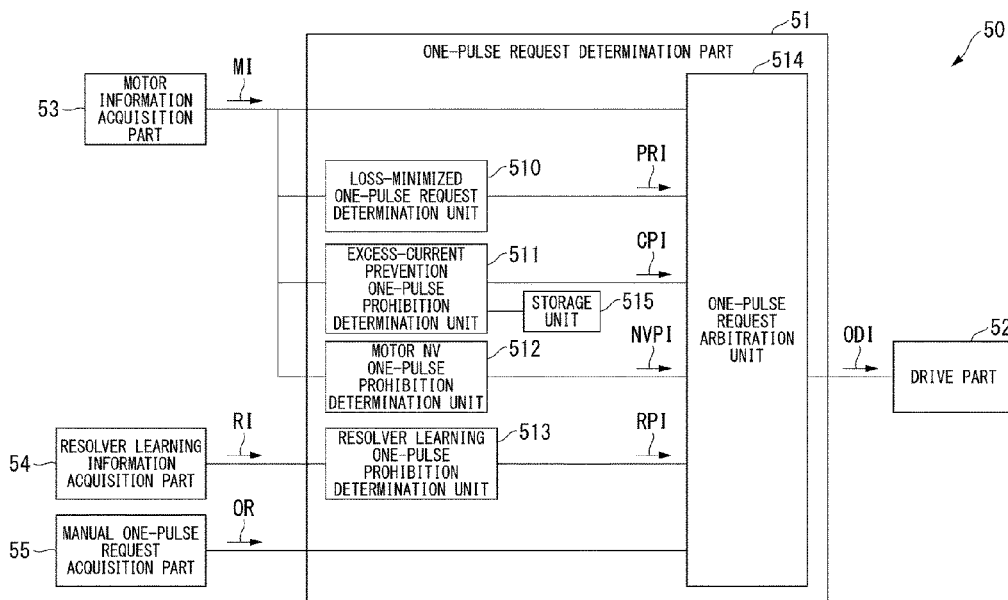 51
50
ONE-PULSE REQUEST DETERMINATION PART
514
MI
53
MOTOR
INFORMATION
ACQUISITION
PART
510
PRI
LOSS-MINIMIZED
ONE-PULSE REQUEST
DETERMINATION UNIT
EXCESS-CURRENT
PREVENTION
ONE-PULSE
PROHIBITION
DETERMINATION UNIT
511
CPI
STORAGE
UNIT
515
ONE-PULSE
REQUEST
ARBITRATION
UNIT
MOTOR NV
ONE-PULSE
PROHIBITION
DETERMINATION UNIT
512
NVPI
ODI
52
DRIVE PART
RI
54
RESOLVER LEARNING
INFORMATION
ACQUISITION PART
RESOLVER LEARNING
ONE-PULSE
PROHIBITION
DETERMINATION UNIT
513
RPI
OR
55
MANUAL ONE-PULSE
REQUEST
ACQUISITION PART